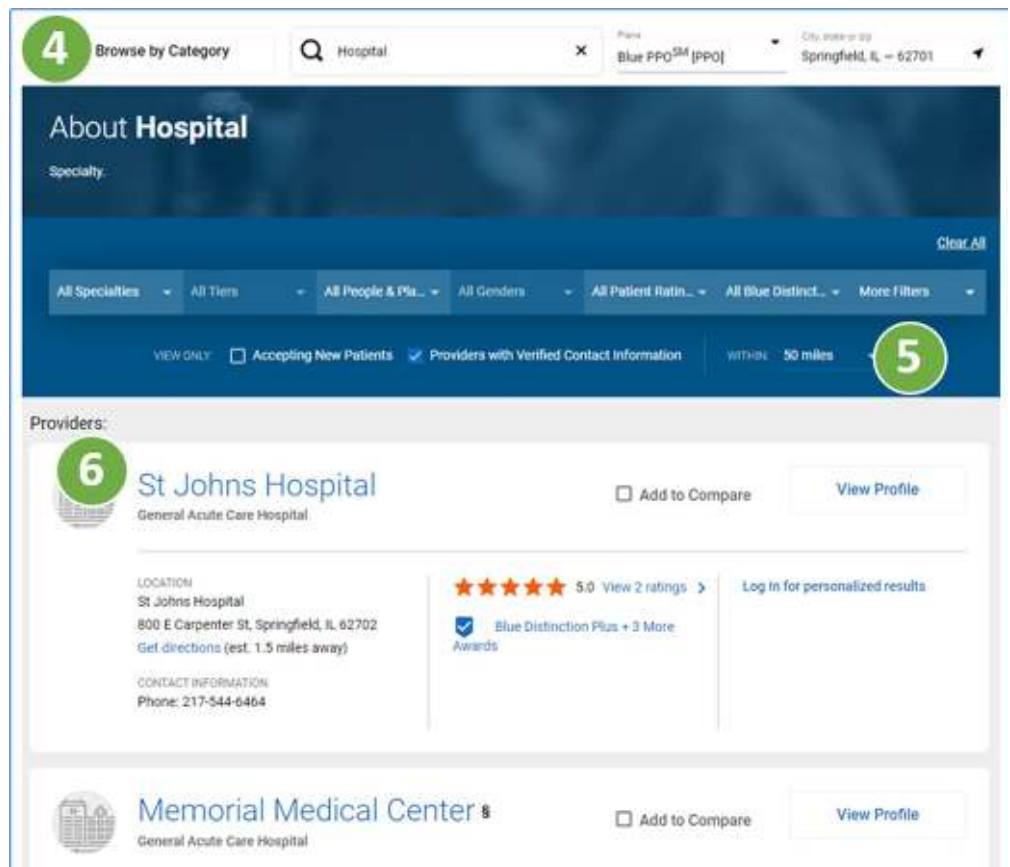 4
Browse by Category
Hospital
×
Plans
Blue PPOSM [PPO]
City, state or zip
Springfield, IL – 62701
About Hospital
Specialty:
Clear All
All Specialties
All Tiers
All People & Pla...
All Genders
All Patient Ratin...
All Blue Distinct...
More Filters
VIEW ONLY:
Accepting New Patients
Providers with Verified Contact Information
WITHIN:
50 miles
5
Providers:
6
St Johns Hospital
General Acute Care Hospital
Add to Compare
View Profile
LOCATION
St Johns Hospital
800 E Carpenter St, Springfield, IL 62702
Get directions (est. 1.5 miles away)
CONTACT INFORMATION
Phone: 217-544-6464
5.0 View 2 ratings >
Blue Distinction Plus + 3 More
Awards
Log In for personalized results
Memorial Medical Center §
General Acute Care Hospital
Add to Compare
View Profile